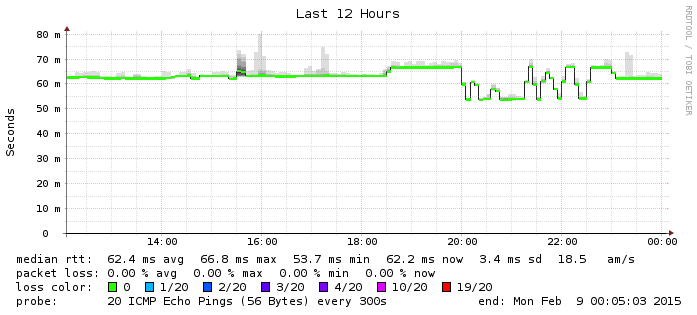 Last 12 Hours
RRDTOOL / TOBI OETIKER
Seconds
80 m
70 m
60 m
50 m
40 m
30 m
20 m
10 m
0
14:00 16:00 18:00 20:00 22:00 00:00
median rtt: 62.4 ms avg 66.8 ms max 53.7 ms min 62.2 ms now 3.4 ms sd 18.5 am/s
packet loss: 0.00 % avg 0.00 % max 0.00 % min 0.00 % now
loss color: 0 1/20 2/20 3/20 4/20 10/20 19/20
probe: 20 ICMP Echo Pings (56 Bytes) every 300s end: Mon Feb 9 00:05:03 2015